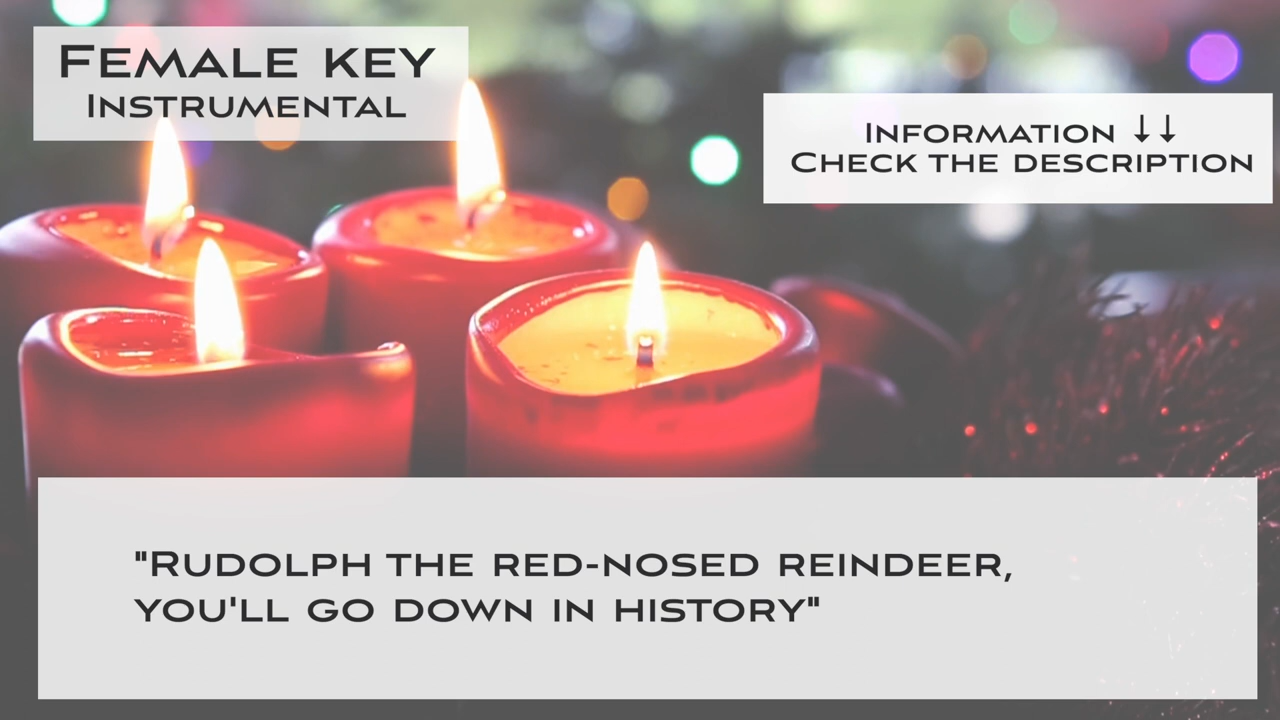 FEMALE KEY
INSTRUMENTAL
INFORMATION ↓↓
CHECK THE DESCRIPTION
"RUDOLPH THE RED-NOSED REINDEER,
YOU'LL GO DOWN IN HISTORY"